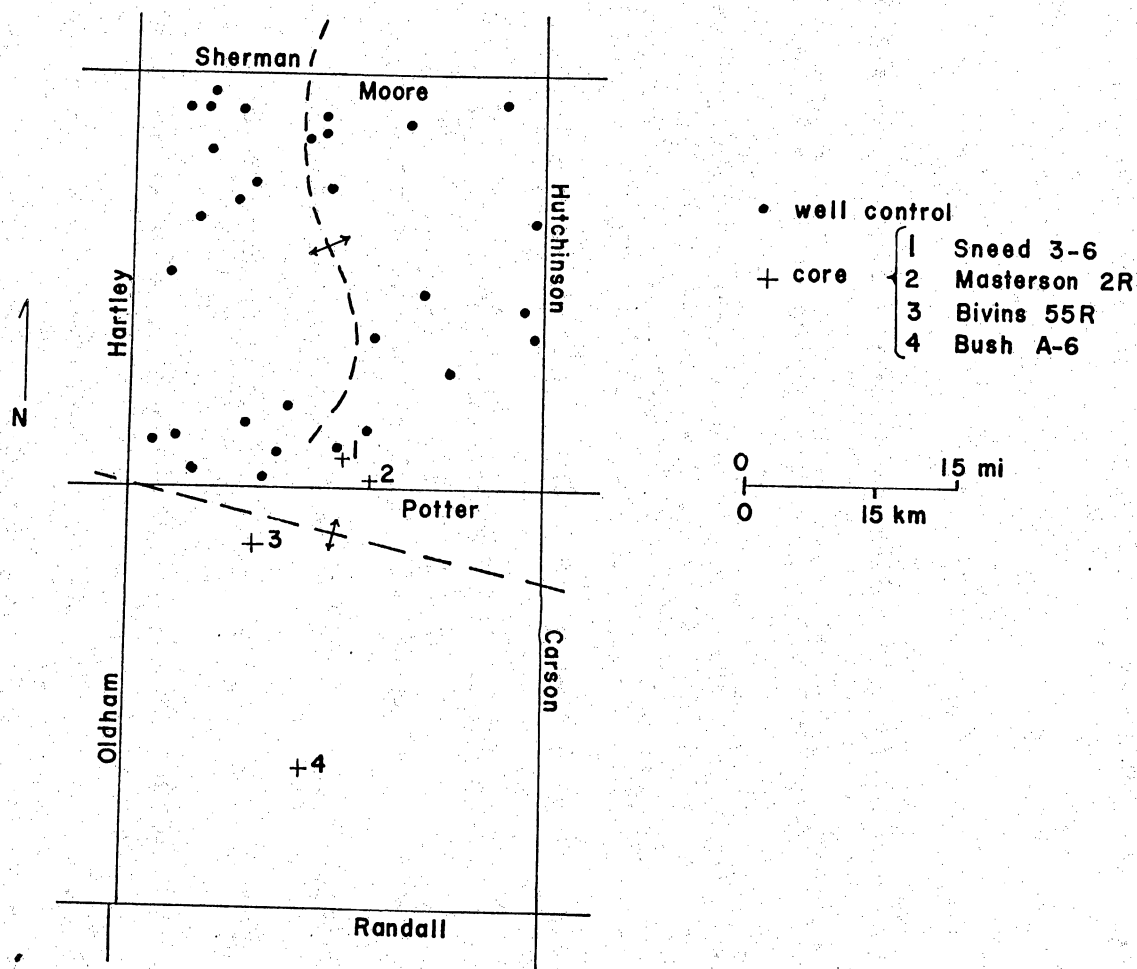 Sherman
Moore
Hutchinson
Hartley
N
well control
core
1 Sneed 3-6
2 Masterson 2R
3 Bivins 55R
4 Bush A-6
0 15 mi
0 15 km
1
2
Potter
3
Carson
Oldham
4
Randall